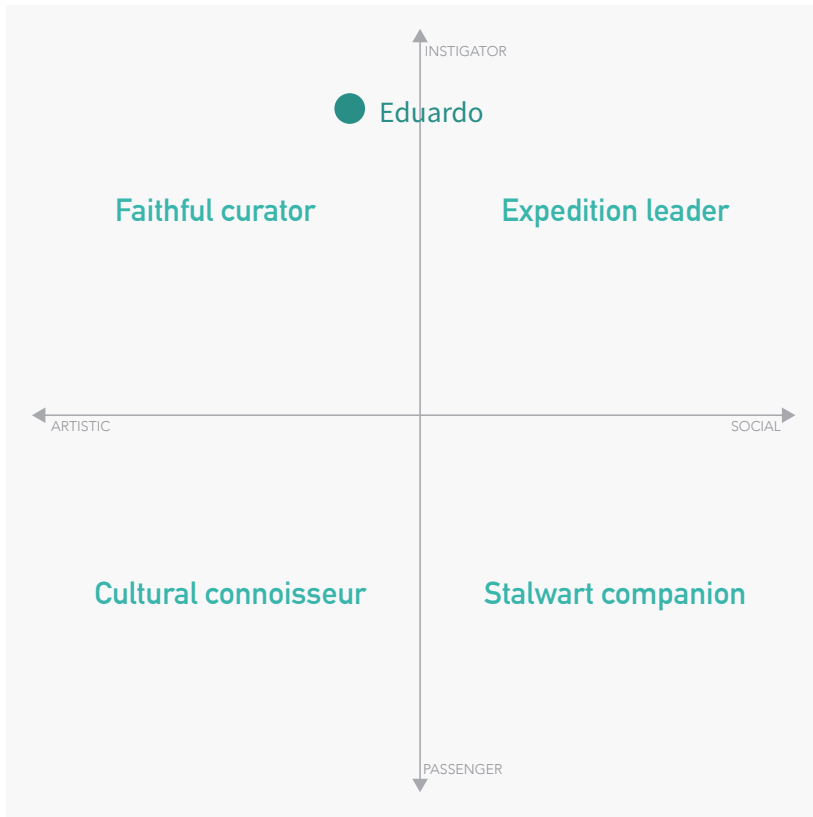 INSTIGATOR
Eduardo
Faithful curator
Expedition leader
ARTISTIC
SOCIAL
Cultural connoisseur
Stalwart companion
PASSENGER